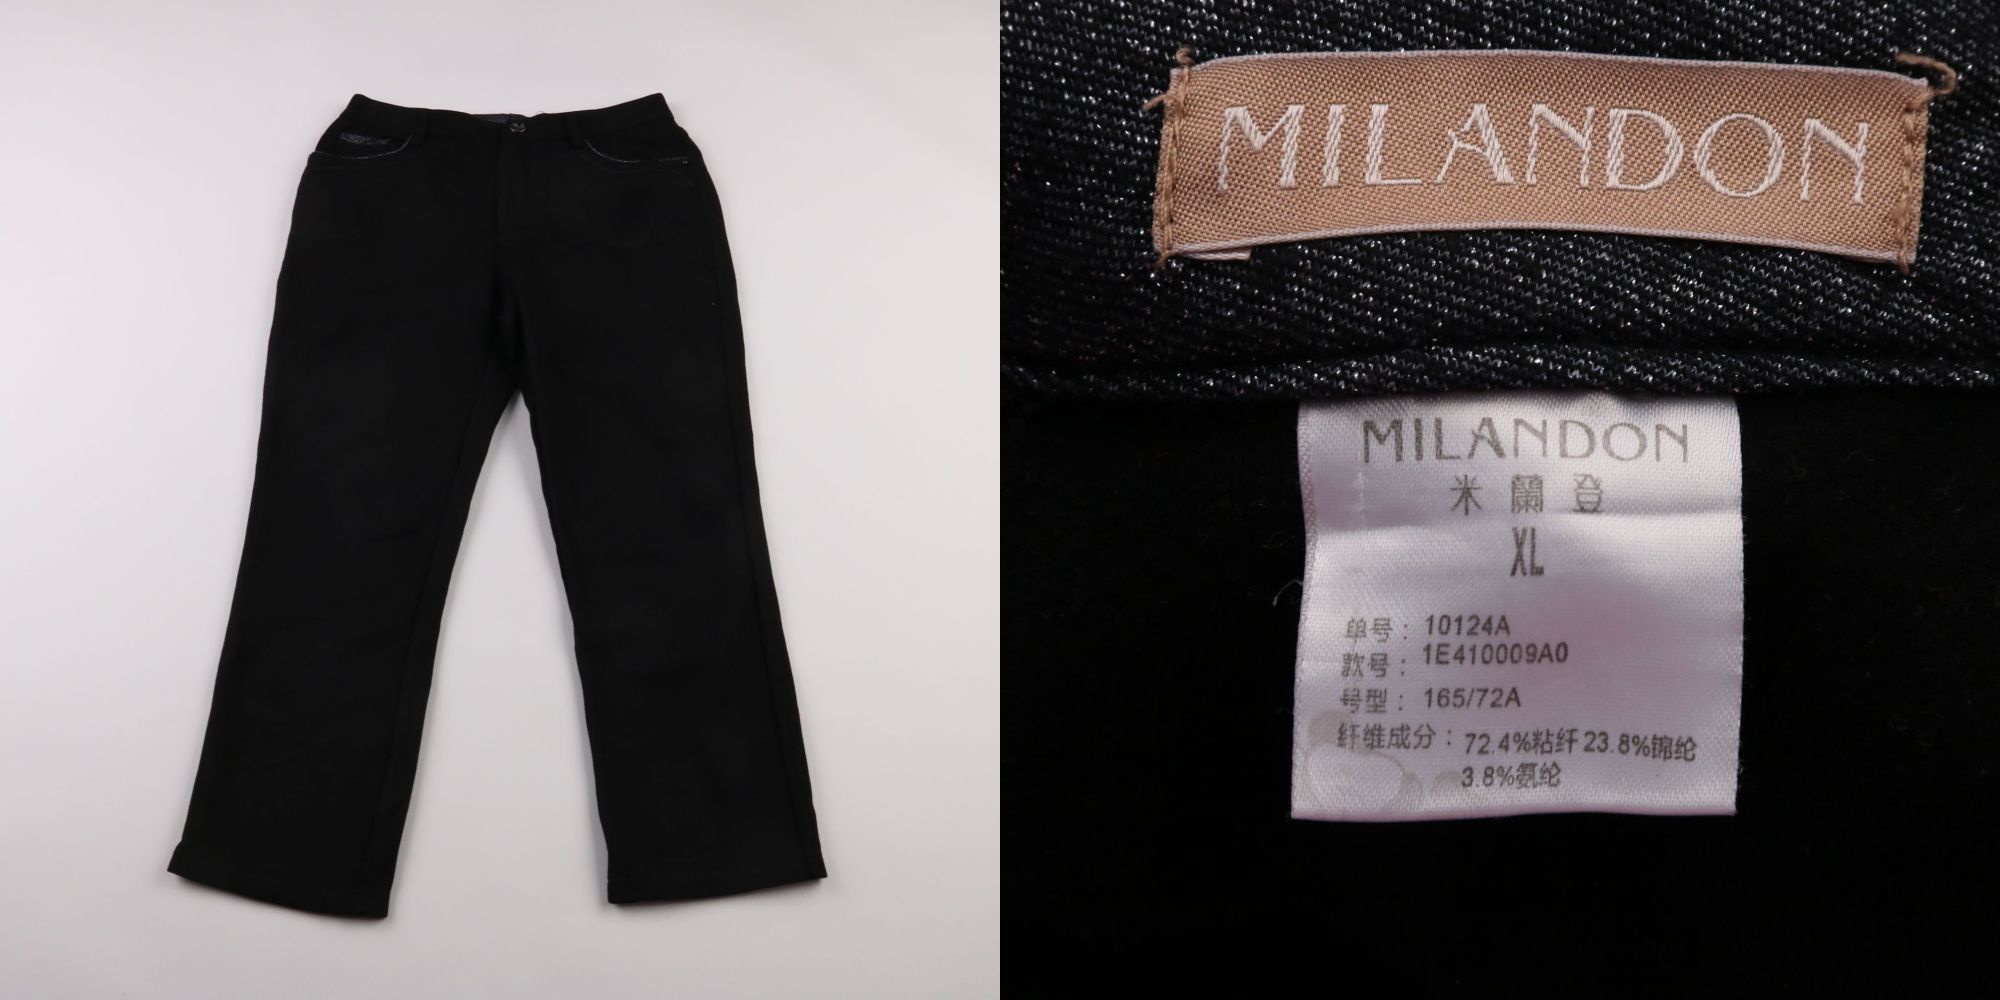 MILANDON
MILANDON
米蘭登
XL
单号：10124A
款号：1E410009A0
号型：165/72A
纤维成分：72.4%粘纤 23.8%锦纶
3.8%氨纶